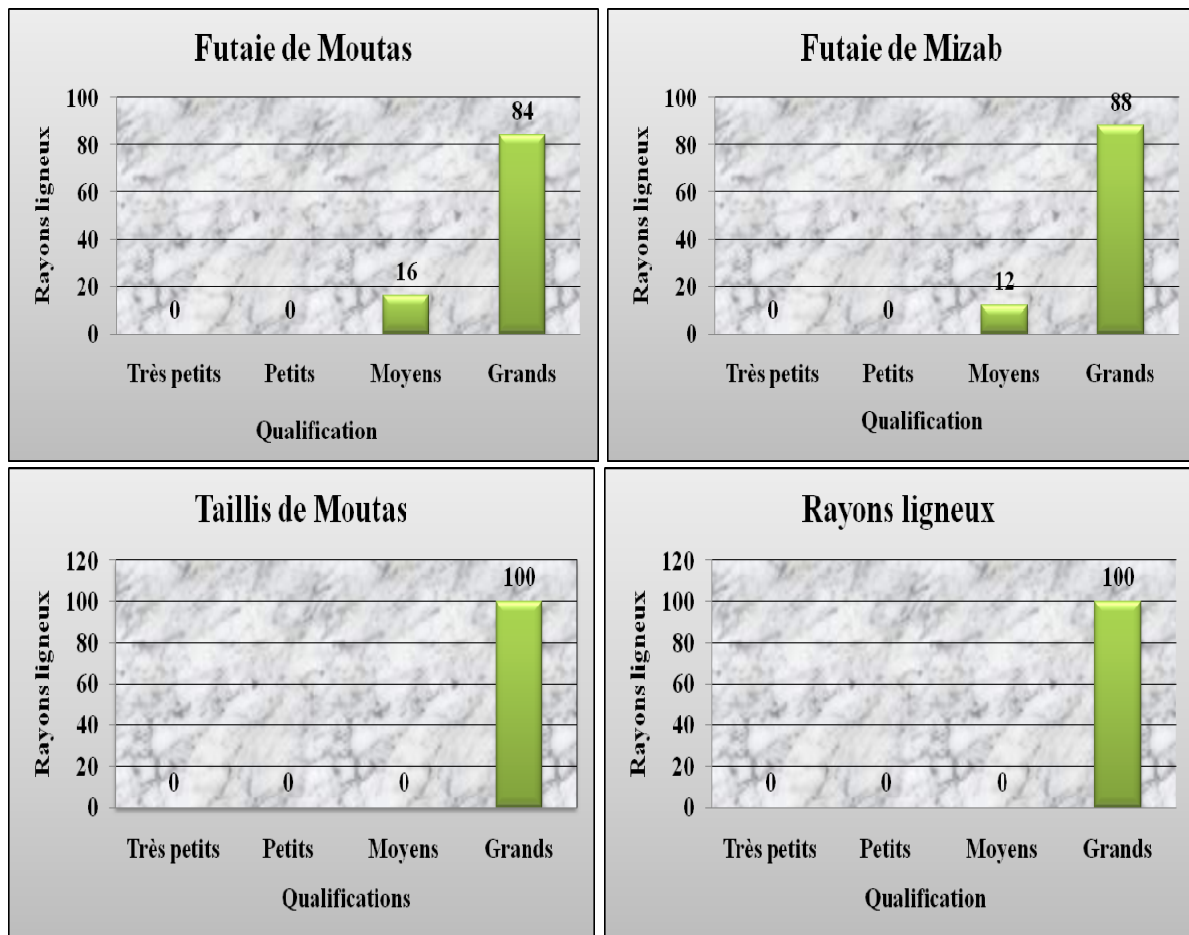 Futaie de Moutas
Rayons ligneux
100
80
60
40
20
0
0
0
16
84
Très petits
Petits
Moyens
Grands
Qualification
Futaie de Mizab
Rayons ligneux
100
80
60
40
20
0
0
0
12
88
Très petits
Petits
Moyens
Grands
Qualification
Taillis de Moutas
Rayons ligneux
120
100
80
60
40
20
0
0
0
0
100
Très petits
Petits
Moyens
Grands
Qualifications
Rayons ligneux
Rayons ligneux
120
100
80
60
40
20
0
0
0
0
100
Très petits
Petits
Moyens
Grands
Qualification